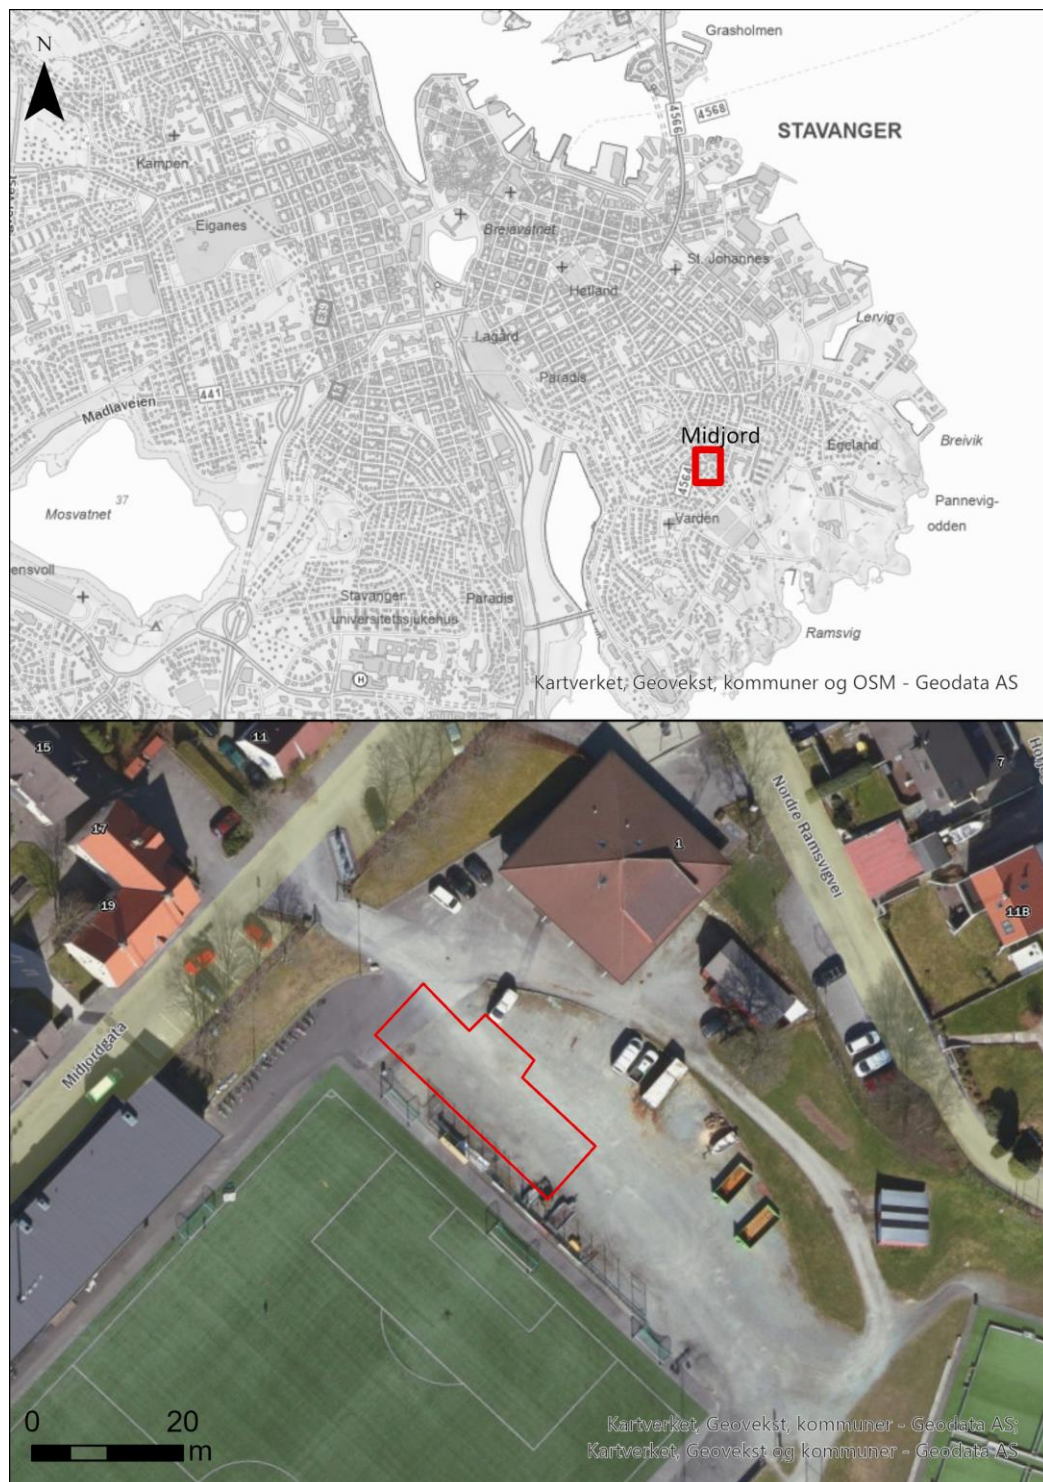 N
Grasholmen
4566
4568
STAVANGER
Kampen
Eiganes
Breiavatnet
St. Johannes
Hetland
Lervig
Lagård
Paradis
441
Madlaveien
Midjord
Egeland
Breivik
4564
37
Mosvatnet
Varden
Pannevig-
odden
ensvoll
Stavanger
universitetssjukehus
Paradis
Ramsvig
H
Kartverket, Geovekst, kommuner og OSM - Geodata AS
15
11
7
17
1
Nordre Ramsvigvei
19
11B
Midjordgata
0 20
m
Kartverket, Geovekst, kommuner - Geodata AS;
Kartverket, Geovekst og kommuner - Geodata AS